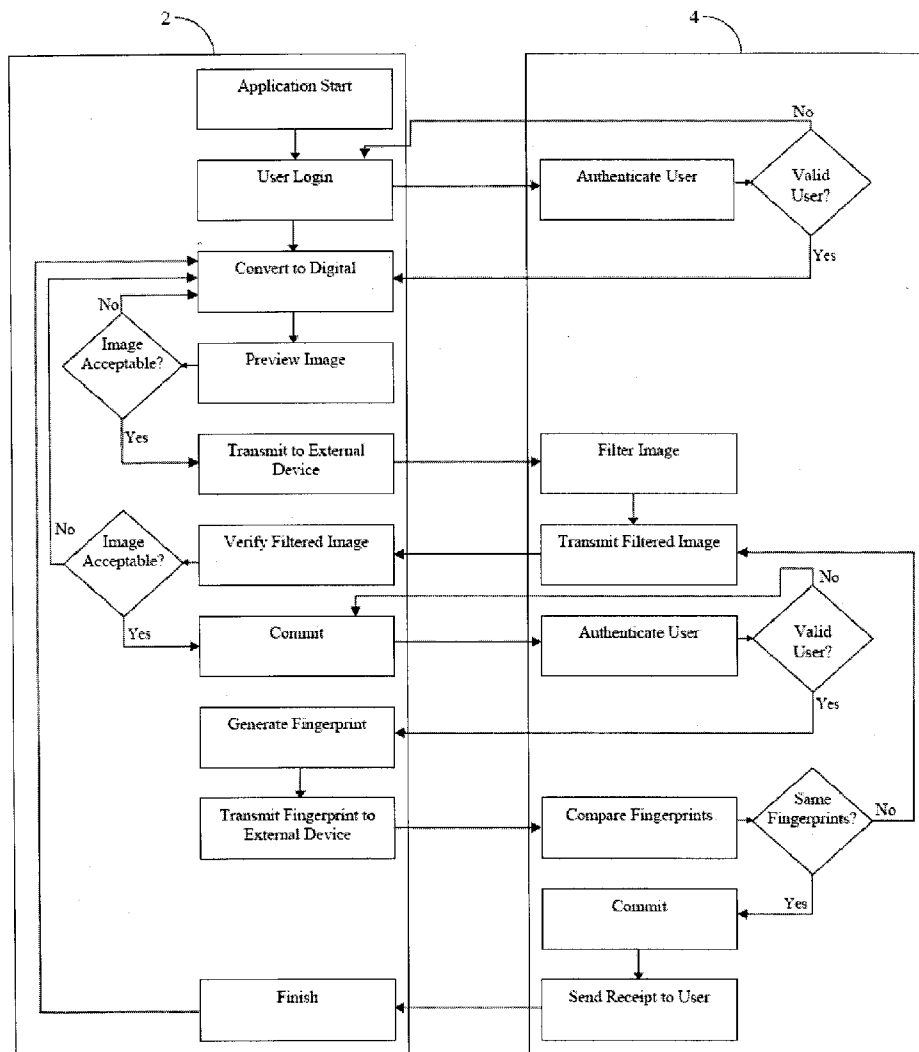 2
4
Application Start
No
User Login
Authenticate User
Valid
User?
Yes
Convert to Digital
No
Image
Acceptable?
Preview Image
Yes
Transmit to External
Device
Filter Image
No
Image
Acceptable?
Verify Filtered Image
Transmit Filtered Image
No
Yes
Commit
Authenticate User
Valid
User?
Yes
Generate Fingerprint
Transmit Fingerprint to
External Device
Compare Fingerprints
Same
Fingerprints?
No
Yes
Commit
Finish
Send Receipt to User